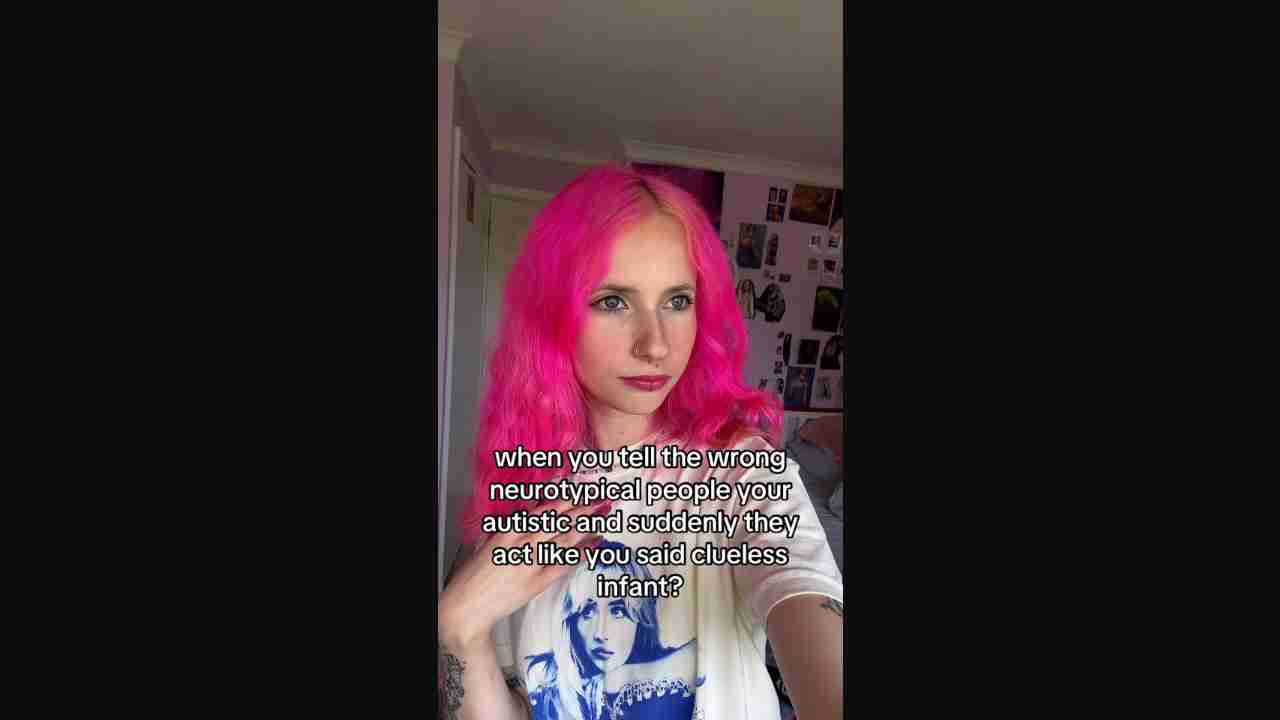 when you tell the wrong
neurotypical people your
autistic and suddenly they
act like you said clueless
infant?